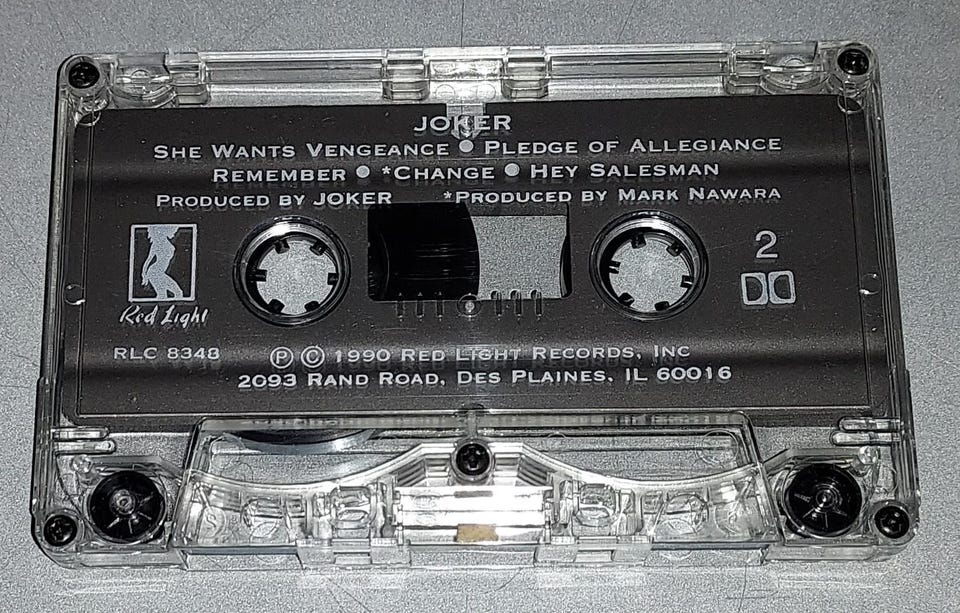 JOKER
SHE WANTS VENGEANCE ● PLEDGE OF ALLEGIANCE
REMEMBER ● *CHANGE ● HEY SALESMAN
PRODUCED BY JOKER *PRODUCED BY MARK NAWARA
2
Red Light
RLC 8348
Ⓟ © 1990 RED LIGHT RECORDS, INC
2093 RAND ROAD, DES PLAINES, IL 60016